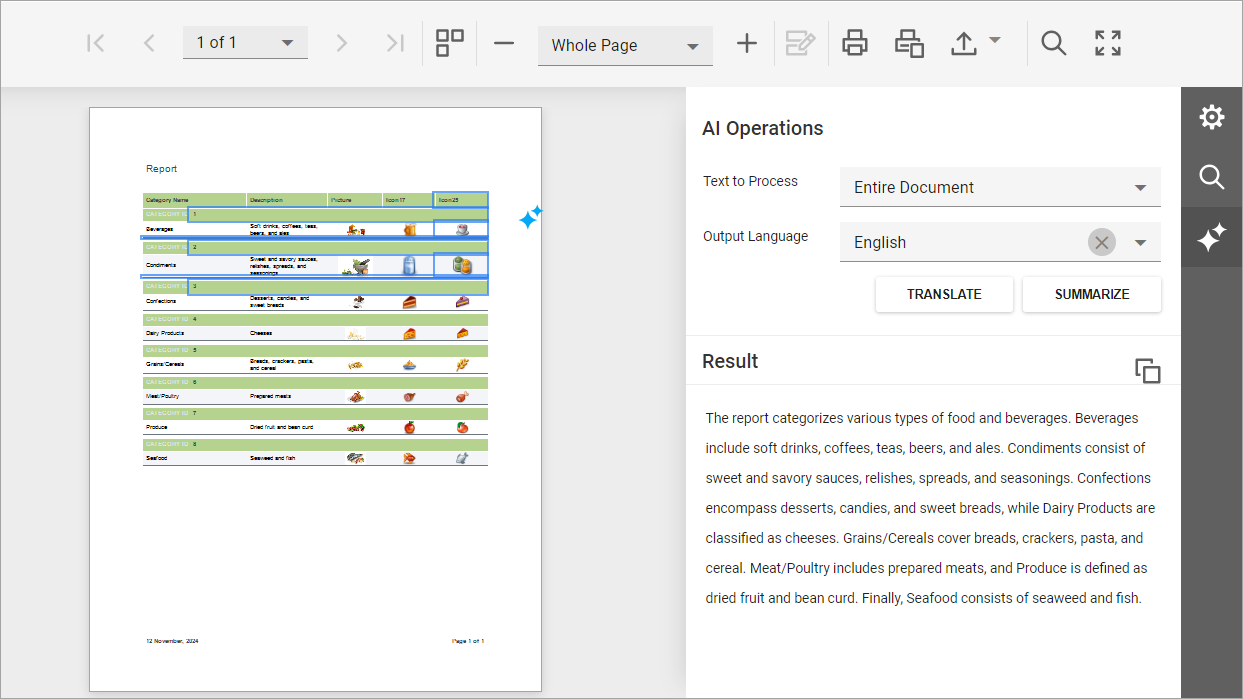 1 of 1
Whole Page
Report
Category Name Description Picture Icon 17 Icon 25
CATEGORY ID: 1
Beverages Soft drinks, coffees, teas,
beers, and ales
CATEGORY ID: 2
Condiments Sweet and savory sauces,
relishes, spreads, and
seasonings
CATEGORY ID: 3
Confections Desserts, candies, and
sweet breads
CATEGORY ID: 4
Dairy Products Cheeses
CATEGORY ID: 5
Grains/Cereals Breads, crackers, pasta,
and cereal
CATEGORY ID: 6
Meat/Poultry Prepared meats
CATEGORY ID: 7
Produce Dried fruit and bean curd
CATEGORY ID: 8
Seafood Seaweed and fish
12 November, 2024 Page 1 of 1
AI Operations
Text to Process Entire Document
Output Language English
TRANSLATE SUMMARIZE
Result
The report categorizes various types of food and beverages. Beverages
include soft drinks, coffees, teas, beers, and ales. Condiments consist of
sweet and savory sauces, relishes, spreads, and seasonings. Confections
encompass desserts, candies, and sweet breads, while Dairy Products are
classified as cheeses. Grains/Cereals cover breads, crackers, pasta, and
cereal. Meat/Poultry includes prepared meats, and Produce is defined as
dried fruit and bean curd. Finally, Seafood consists of seaweed and fish.